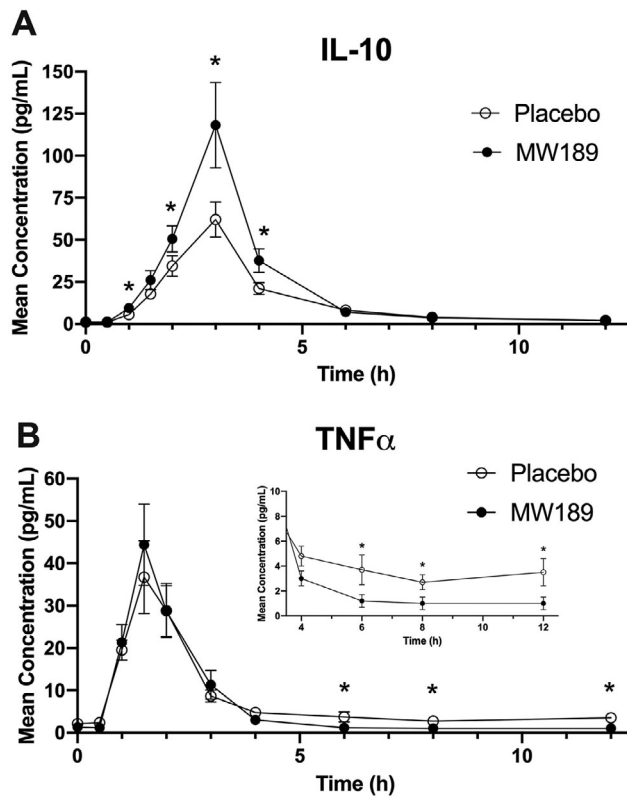 A
IL-10
Mean Concentration (pg/mL)
150
125
100
75
50
25
0
*
*
*
*
Placebo
MW189
0
5
10
Time (h)
B
TNFα
Mean Concentration (pg/mL)
60
50
40
30
20
10
0
Placebo
MW189
Mean Concentration (pg/mL)
10
8
6
4
2
0
*
*
*
4
6
8
10
12
Time (h)
*
*
*
0
5
10
Time (h)